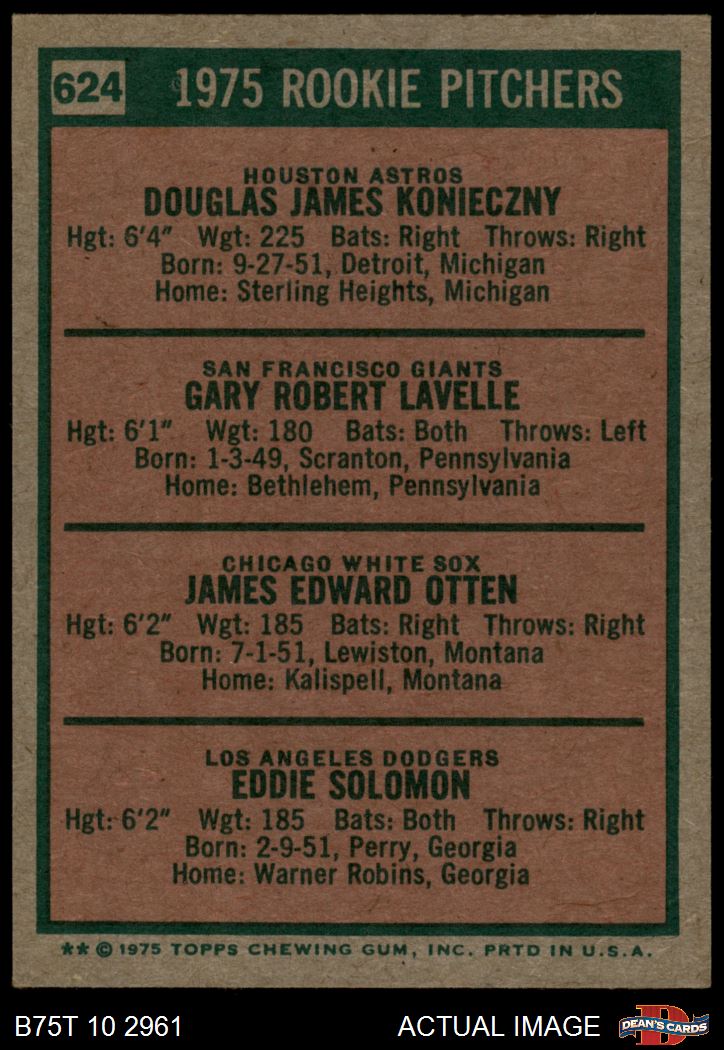 624 1975 ROOKIE PITCHERS
HOUSTON ASTROS
DOUGLAS JAMES KONIECZNY
Hgt: 6'4" Wgt: 225 Bats: Right Throws: Right
Born: 9-27-51, Detroit, Michigan
Home: Sterling Heights, Michigan
SAN FRANCISCO GIANTS
GARY ROBERT LAVELLE
Hgt: 6'1" Wgt: 180 Bats: Both Throws: Left
Born: 1-3-49, Scranton, Pennsylvania
Home: Bethlehem, Pennsylvania
CHICAGO WHITE SOX
JAMES EDWARD OTTEN
Hgt: 6'2" Wgt: 185 Bats: Right Throws: Right
Born: 7-1-51, Lewiston, Montana
Home: Kalispell, Montana
LOS ANGELES DODGERS
EDDIE SOLOMON
Hgt: 6'2" Wgt: 185 Bats: Both Throws: Right
Born: 2-9-51, Perry, Georgia
Home: Warner Robins, Georgia
** © 1975 TOPPS CHEWING GUM, INC. PRTD IN U.S.A.
B75T 10 2961 ACTUAL IMAGE D DEAN'S CARDS